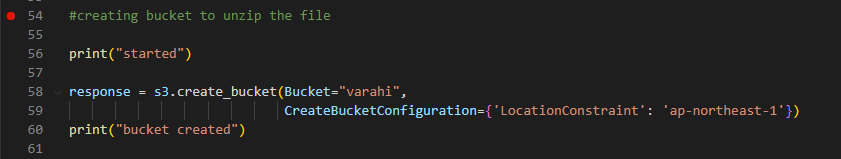 54 #creating bucket to unzip the file
55
56 print("started")
57
58 response = s3.create_bucket(Bucket="varahi",
59 CreateBucketConfiguration={'LocationConstraint': 'ap-northeast-1'})
60 print("bucket created")
61